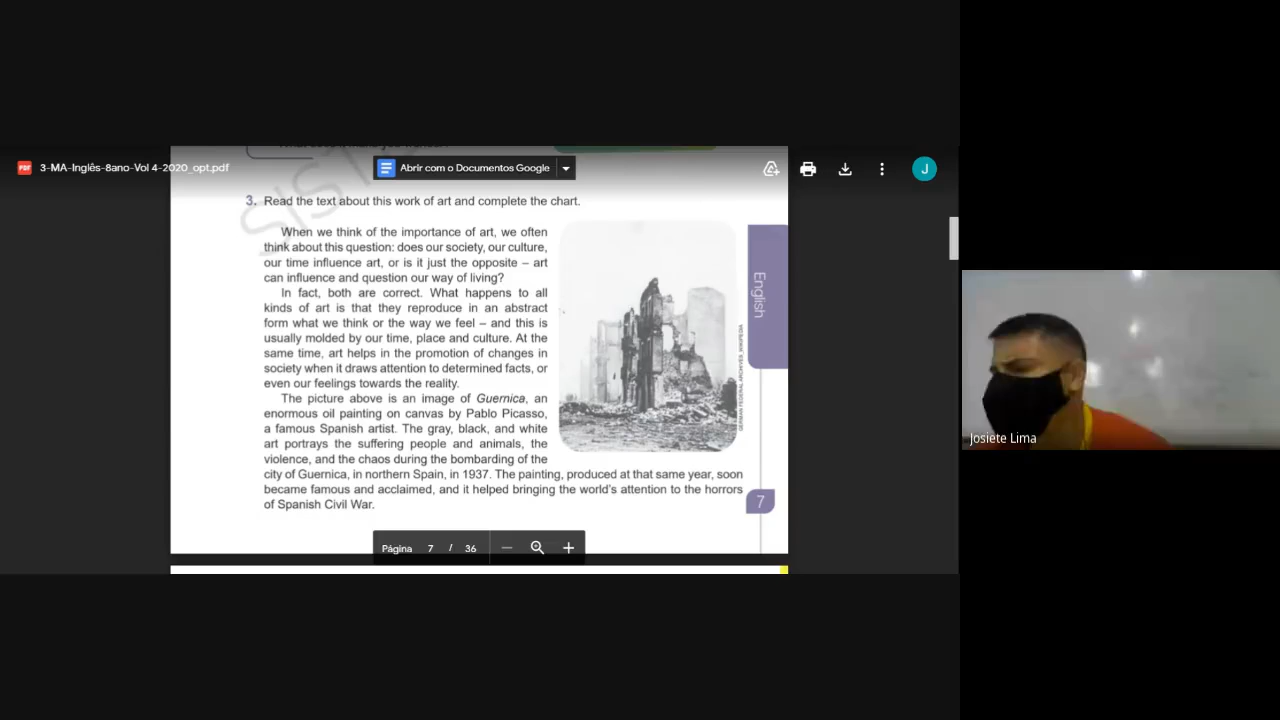 3-MA-Inglês-8ano-Vol 4-2020_opt.pdf
Abrir com o Documentos Google
J
SIST
3. Read the text about this work of art and complete the chart.
When we think of the importance of art, we often
think about this question: does our society, our culture,
our time influence art, or is it just the opposite – art
can influence and question our way of living?
In fact, both are correct. What happens to all
kinds of art is that they reproduce in an abstract
form what we think or the way we feel – and this is
usually molded by our time, place and culture. At the
same time, art helps in the promotion of changes in
society when it draws attention to determined facts, or
even our feelings towards the reality.
The picture above is an image of Guernica, an
enormous oil painting on canvas by Pablo Picasso,
a famous Spanish artist. The gray, black, and white
art portrays the suffering people and animals, the
violence, and the chaos during the bombarding of the
city of Guernica, in northern Spain, in 1937. The painting, produced at that same year, soon
became famous and acclaimed, and it helped bringing the world's attention to the horrors
of Spanish Civil War.
GERMAN FEDERAL ARCHIVES_WIKIPEDIA
English
7
Página 7 / 36
Josiete Lima